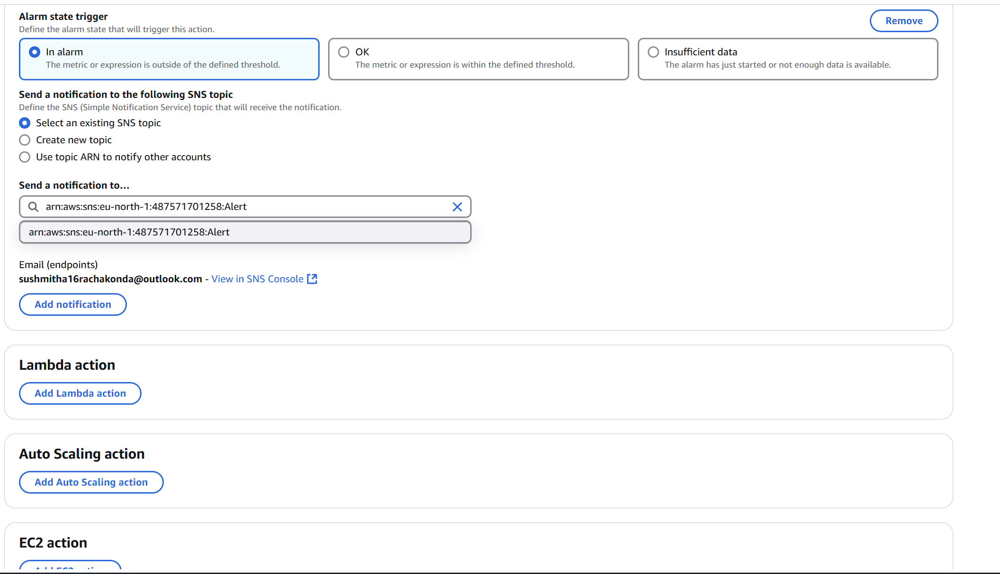 Alarm state trigger
Define the alarm state that will trigger this action.
Remove
In alarm
The metric or expression is outside of the defined threshold.
OK
The metric or expression is within the defined threshold.
Insufficient data
The alarm has just started or not enough data is available.
Send a notification to the following SNS topic
Define the SNS (Simple Notification Service) topic that will receive the notification.
Select an existing SNS topic
Create new topic
Use topic ARN to notify other accounts
Send a notification to…
arn:aws:sns:eu-north-1:487571701258:Alert
arn:aws:sns:eu-north-1:487571701258:Alert
Email (endpoints)
sushmitha16rachakonda@outlook.com - View in SNS Console
Add notification
Lambda action
Add Lambda action
Auto Scaling action
Add Auto Scaling action
EC2 action